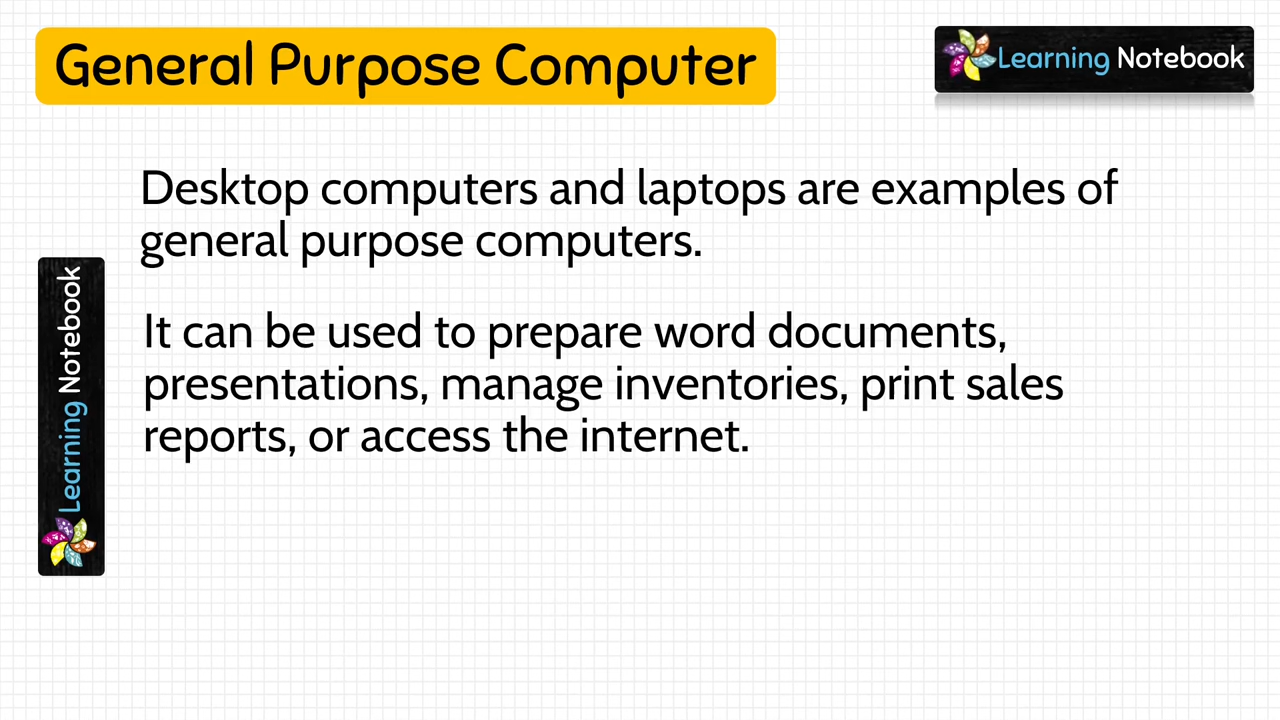 General Purpose Computer
Learning Notebook
Desktop computers and laptops are examples of
general purpose computers.
It can be used to prepare word documents,
presentations, manage inventories, print sales
reports, or access the internet.
Learning Notebook